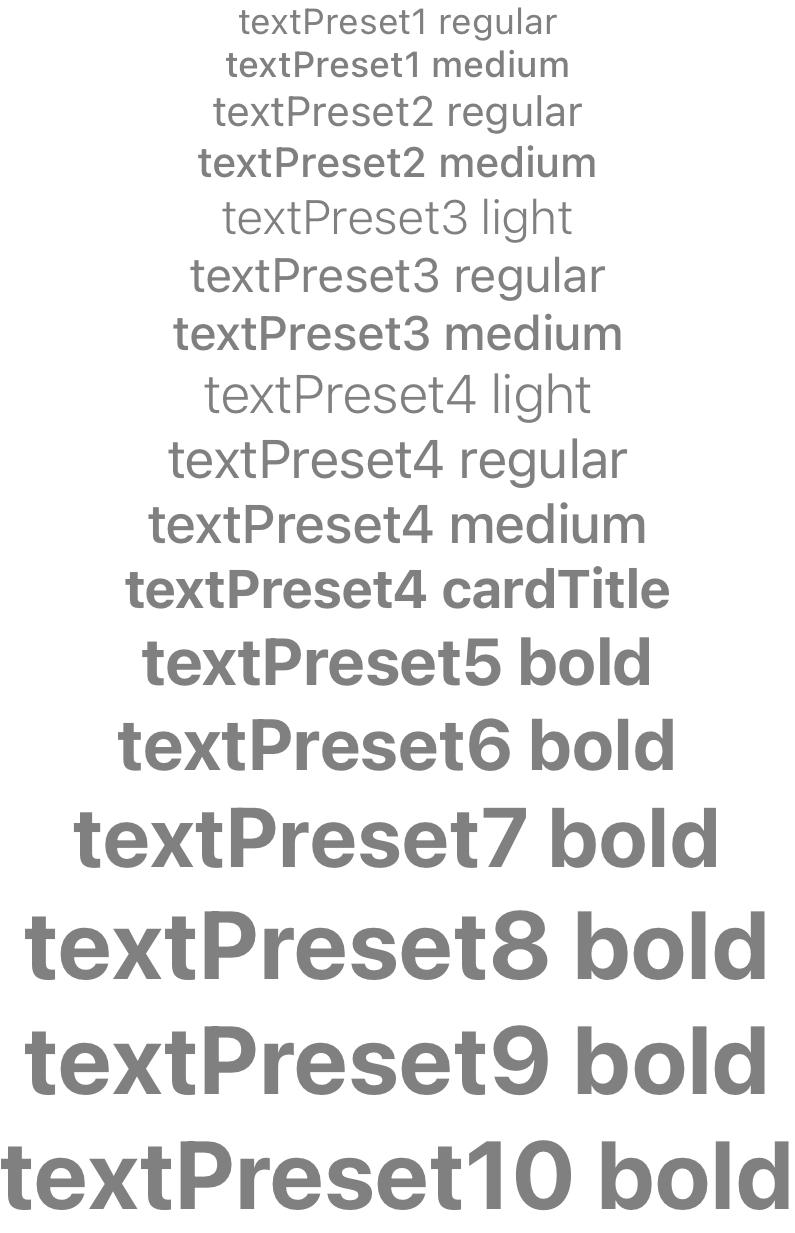 textPreset1 regular
textPreset1 medium
textPreset2 regular
textPreset2 medium
textPreset3 light
textPreset3 regular
textPreset3 medium
textPreset4 light
textPreset4 regular
textPreset4 medium
textPreset4 cardTitle
textPreset5 bold
textPreset6 bold
textPreset7 bold
textPreset8 bold
textPreset9 bold
textPreset10 bold